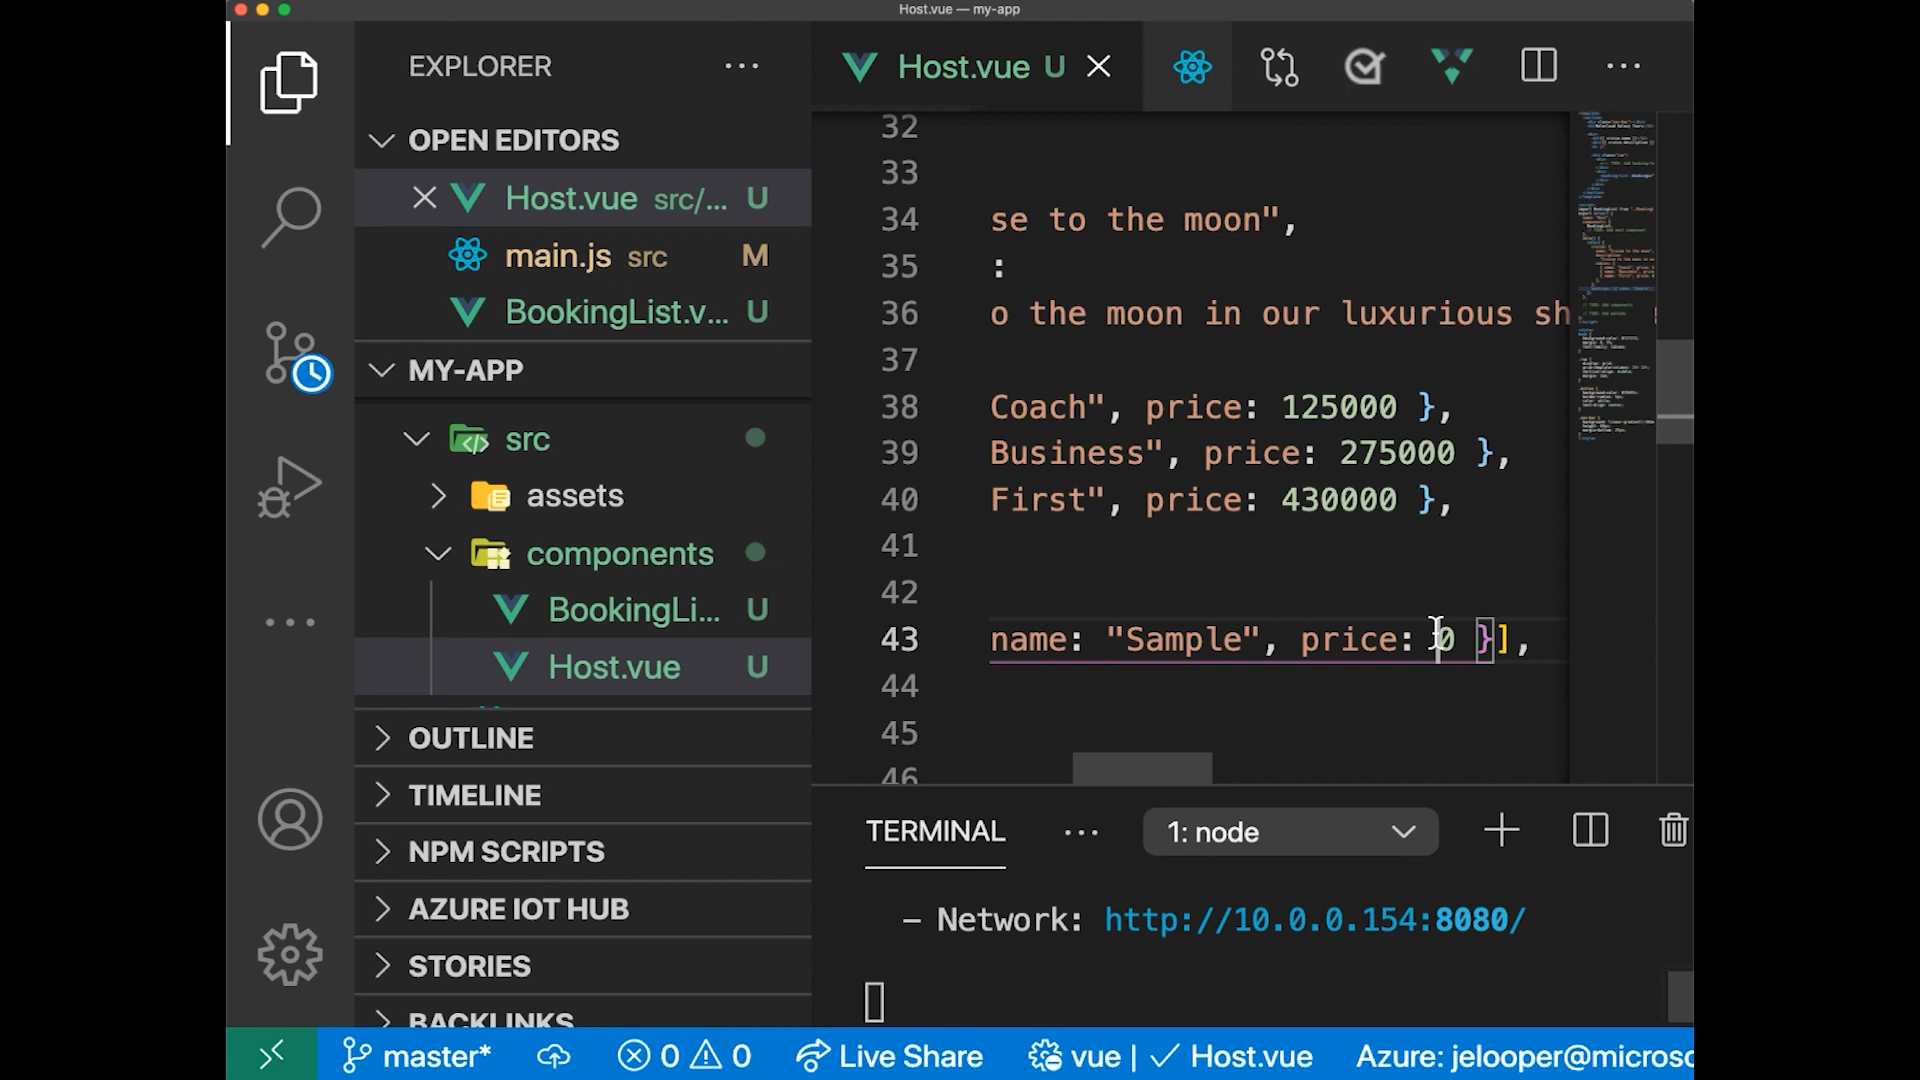 Host.vue — my-app
EXPLORER
Host.vue U
OPEN EDITORS
Host.vue src/... U
main.js src M
BookingList.v... U
MY-APP
src
assets
components
BookingLi... U
Host.vue U
OUTLINE
TIMELINE
NPM SCRIPTS
AZURE IOT HUB
STORIES
BACKLINKS
32
33
34 se to the moon",
35 :
36 o the moon in our luxurious sh
37
38 Coach", price: 125000 },
39 Business", price: 275000 },
40 First", price: 430000 },
41
42
43 name: "Sample", price: 0 }],
44
45
46
TERMINAL
1: node
– Network: http://10.0.0.154:8080/
master* 0 0 Live Share vue | Host.vue Azure: jelooper@microso